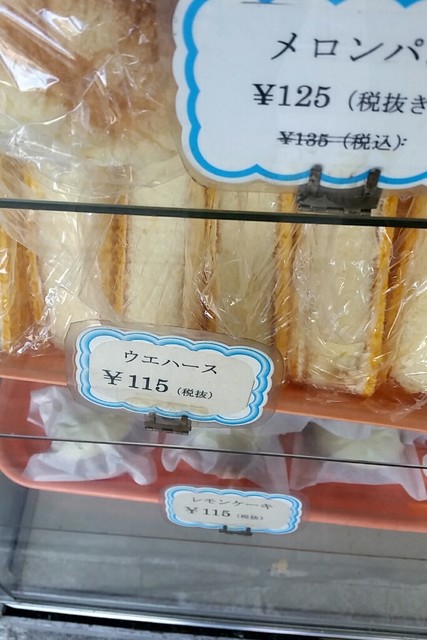 メロンパ
¥125 (税抜き
¥135 (税込)
ウエハース
¥115 (税抜)
レモンケーキ
¥115 (税抜)